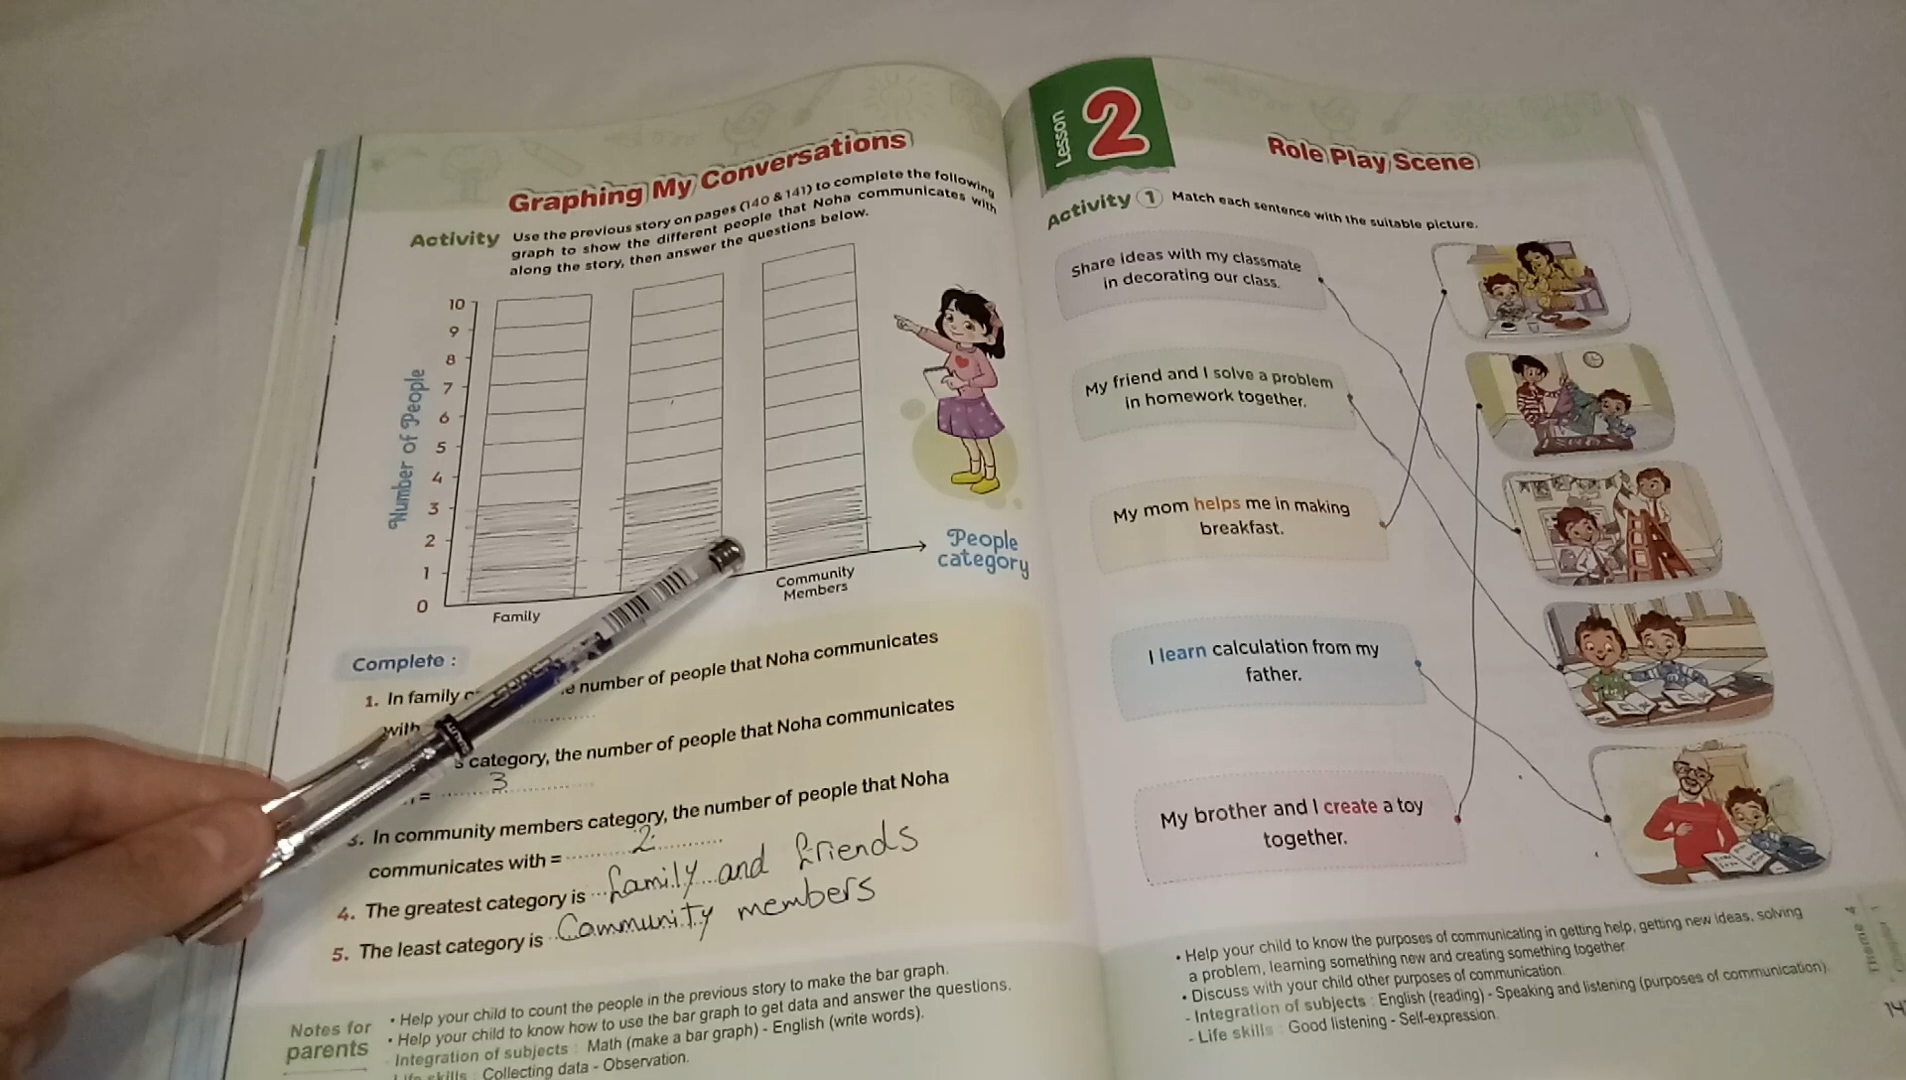 Graphing My Conversations
Activity
Use the previous story on pages (140 & 141) to complete the following
graph to show the different people that Noha communicates with
along the story, then answer the questions below.
Number of People
10
9
8
7
6
5
4
3
2
1
0
Family
Community
Members
People
category
Complete :
1. In family number of people that Noha communicates
with
category, the number of people that Noha communicates
= 3
3. In community members category, the number of people that Noha
communicates with = 2
4. The greatest category is family and friends
5. The least category is Community members
Notes for
parents
• Help your child to count the people in the previous story to make the bar graph.
• Help your child to know how to use the bar graph to get data and answer the questions.
- Integration of subjects : Math (make a bar graph) - English (write words).
Life skills : Collecting data - Observation.
Lesson
2
Role Play Scene
Activity 1 Match each sentence with the suitable picture.
Share ideas with my classmate
in decorating our class.
My friend and I solve a problem
in homework together.
My mom helps me in making
breakfast.
I learn calculation from my
father.
My brother and I create a toy
together.
• Help your child to know the purposes of communicating in getting help, getting new ideas, solving
a problem, learning something new and creating something together.
• Discuss with your child other purposes of communication.
- Integration of subjects : English (reading) - Speaking and listening (purposes of communication).
- Life skills : Good listening - Self-expression.
Theme 4